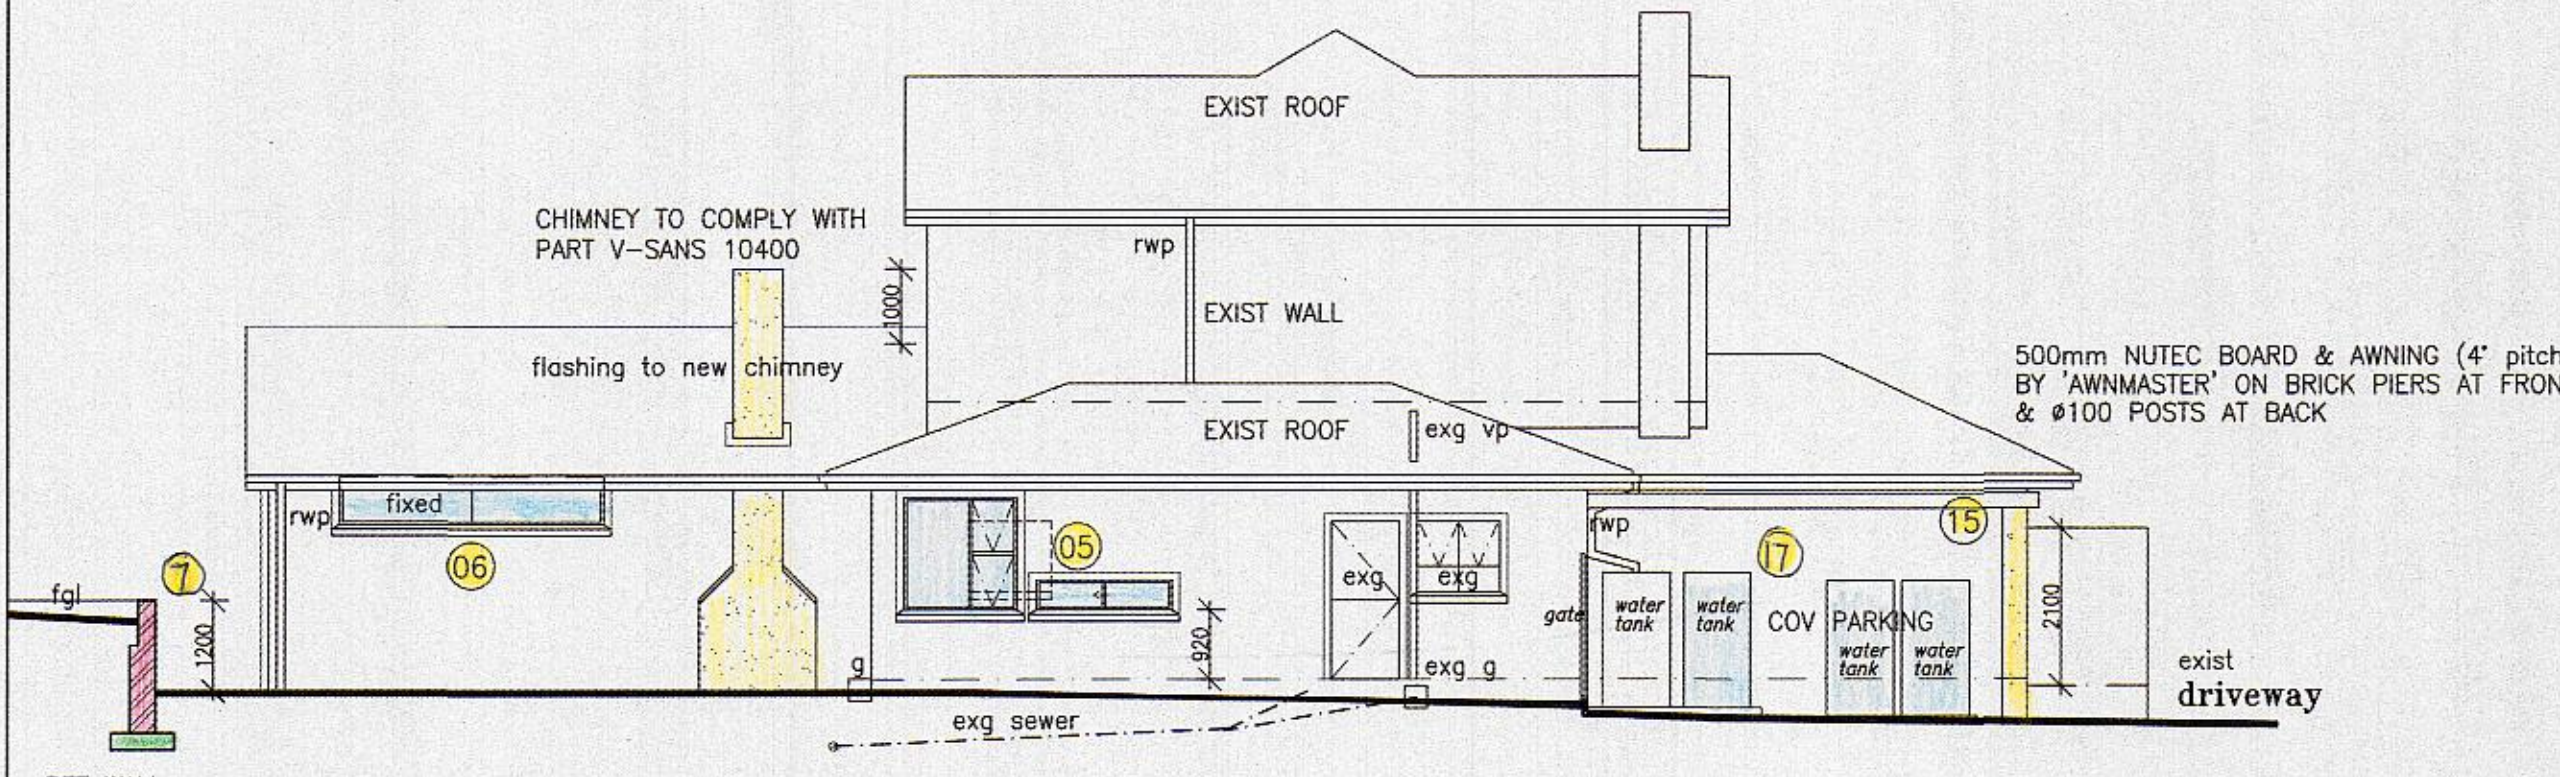 EXIST ROOF
CHIMNEY TO COMPLY WITH
PART V-SANS 10400
rwp
1000
EXIST WALL
flashing to new chimney
500mm NUTEC BOARD & AWNING (4° pitch
BY 'AWNMASTER' ON BRICK PIERS AT FRON
& ø100 POSTS AT BACK
EXIST ROOF
exg vp
fixed
rwp
06
05
rwp
15
17
7
fgl
1200
exg
exg
gate
water
tank
water
tank
COV PARKING
water
tank
water
tank
2100
920
g
exg g
exg sewer
exist
driveway